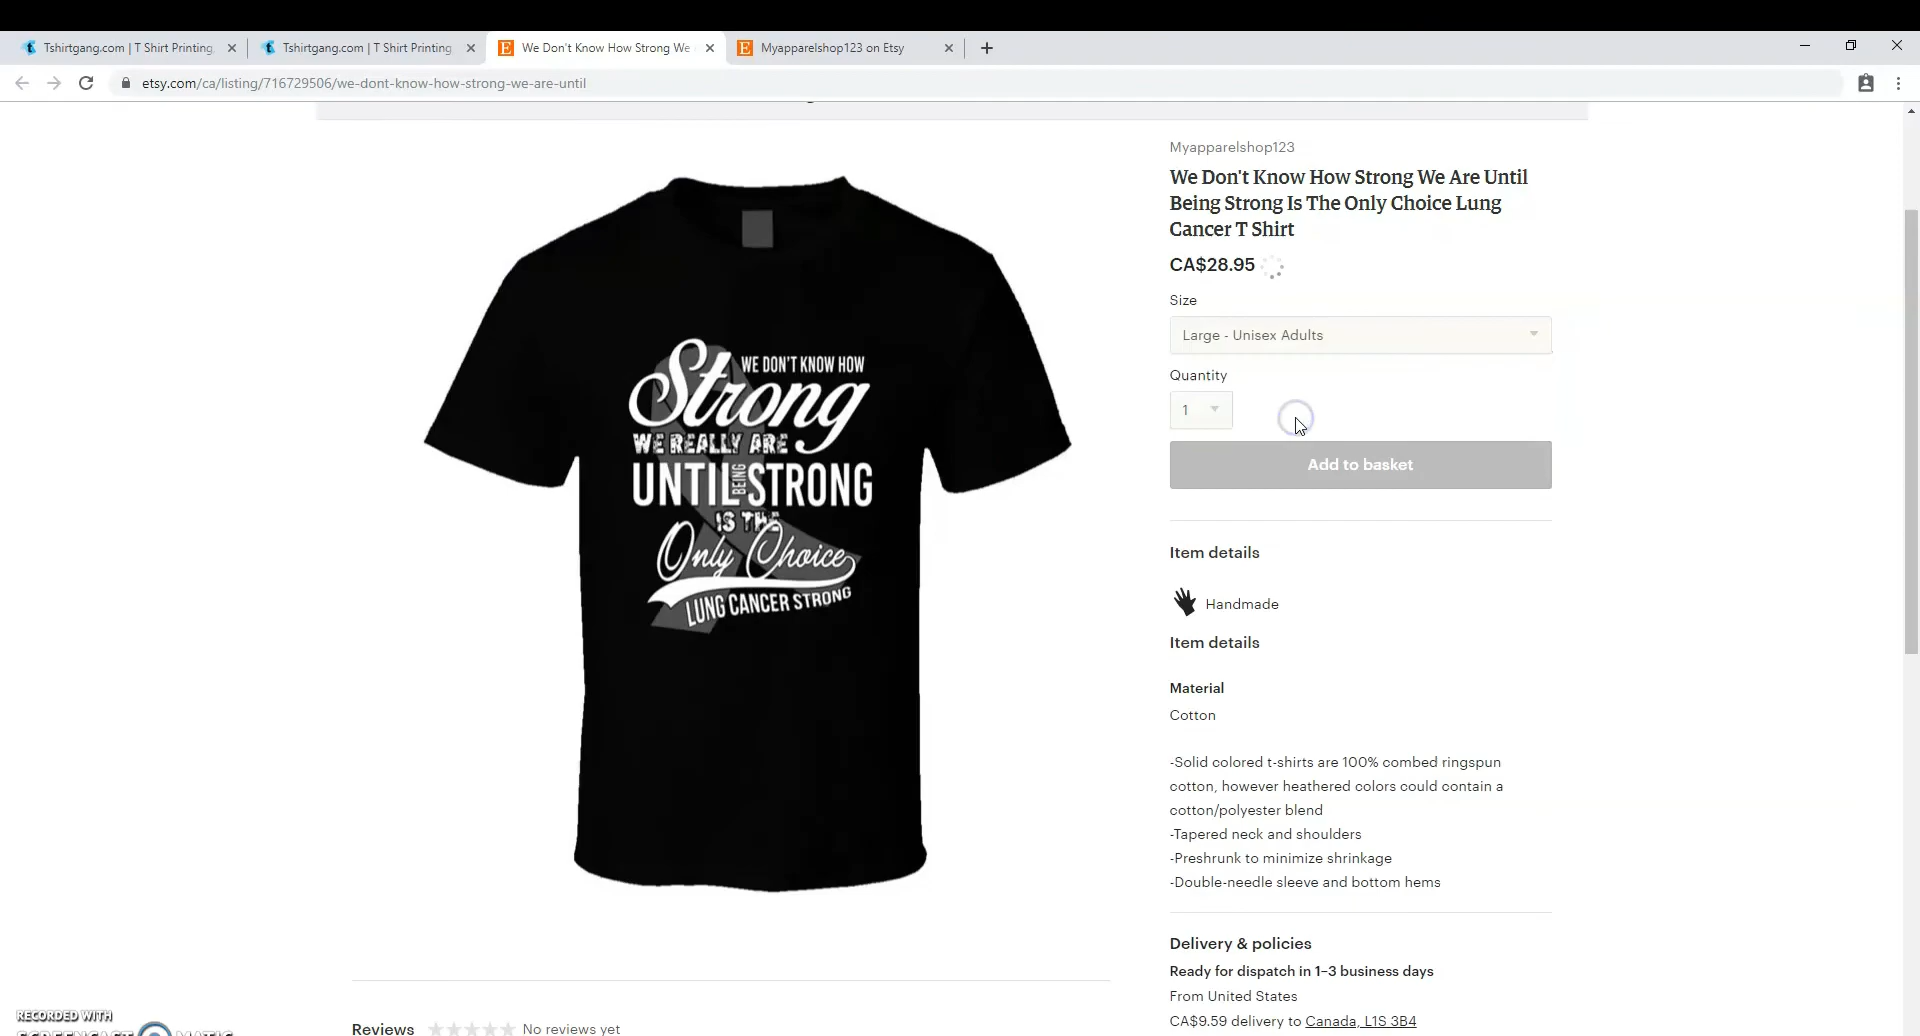 Tshirtgang.com | T Shirt Printing
Tshirtgang.com | T Shirt Printing
We Don't Know How Strong We
Myapparelshop123 on Etsy
etsy.com/ca/listing/716729506/we-dont-know-how-strong-we-are-until
Myapparelshop123
We Don't Know How Strong We Are Until
Being Strong Is The Only Choice Lung
Cancer T Shirt
CA$28.95
Size
Large - Unisex Adults
Quantity
1
Add to basket
WE DON'T KNOW HOW
Strong
WE REALLY ARE
UNTIL BEING STRONG
IS THE
Only Choice
LUNG CANCER STRONG
Item details
Handmade
Item details
Material
Cotton
-Solid colored t-shirts are 100% combed ringspun
cotton, however heathered colors could contain a
cotton/polyester blend
-Tapered neck and shoulders
-Preshrunk to minimize shrinkage
-Double-needle sleeve and bottom hems
Delivery & policies
Ready for dispatch in 1–3 business days
From United States
CA$9.59 delivery to Canada, L1S 3B4
Reviews No reviews yet
RECORDED WITH